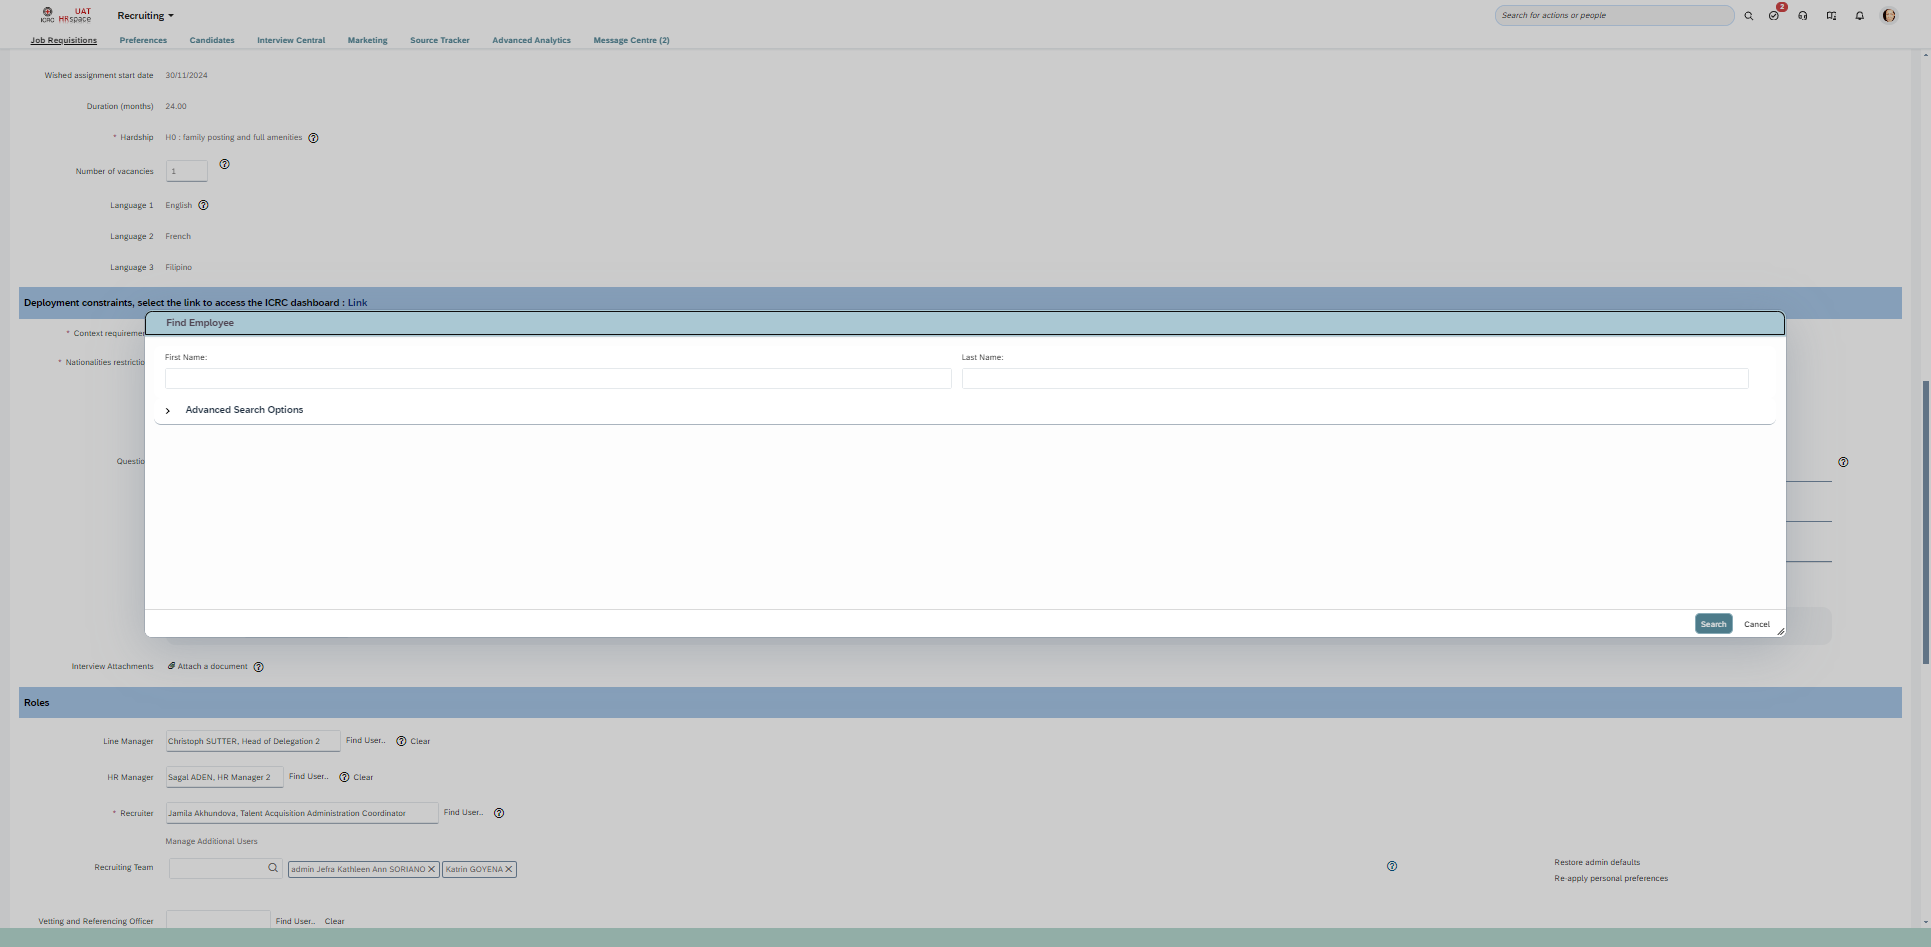 ICRC UAT HRspace Recruiting Search for actions or people 2
Job Requisitions Preferences Candidates Interview Central Marketing Source Tracker Advanced Analytics Message Centre (2)
Wished assignment start date 30/11/2024
Duration (months) 24.00
* Hardship H0 : family posting and full amenities
Number of vacancies 1
Language 1 English
Language 2 French
Language 3 Filipino
Deployment constraints, select the link to access the ICRC dashboard : Link
Find Employee
* Context requiremen
First Name: Last Name:
* Nationalities restrictio
Advanced Search Options
Questio
Search Cancel
Interview Attachments Attach a document
Roles
Line Manager Christoph SUTTER, Head of Delegation 2 Find User.. Clear
HR Manager Sagal ADEN, HR Manager 2 Find User.. Clear
* Recruiter Jamila Akhundova, Talent Acquisition Administration Coordinator Find User..
Manage Additional Users
Recruiting Team admin Jefra Kathleen Ann SORIANO Katrin GOYENA Restore admin defaults
Re-apply personal preferences
Vetting and Referencing Officer Find User.. Clear